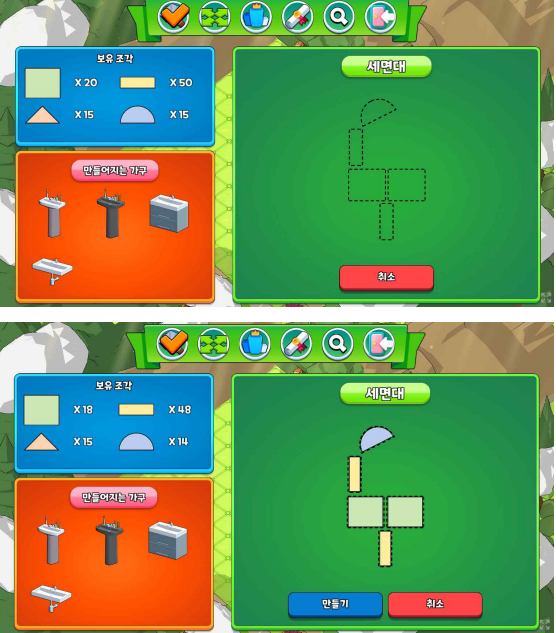 보유 조각
세면대
X 20
X 50
X 15
X 15
만들어지는 가구
취소
보유 조각
세면대
X 18
X 48
X 15
X 14
만들어지는 가구
만들기
취소